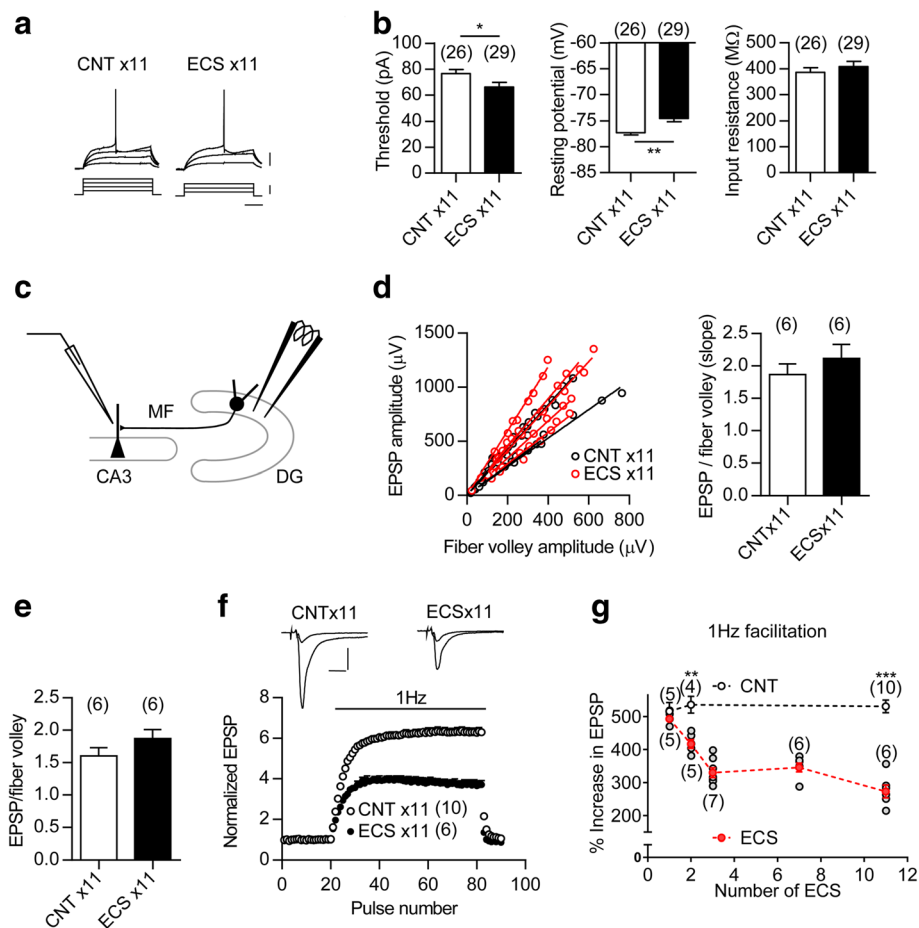 a
CNT x11
ECS x11
b
(26)
*
(29)
Threshold (pA)
100
80
60
40
20
0
CNT x11
ECS x11
(26)
(29)
Resting potential (mV)
-60
-65
-70
-75
-80
-85
**
CNT x11
ECS x11
(26)
(29)
Input resistance (MΩ)
500
400
300
200
100
0
CNT x11
ECS x11
c
MF
CA3
DG
d
EPSP amplitude
(μV)
1500
1000
500
0
CNT x11
ECS x11
0
200
400
600
800
Fiber volley amplitude (μV)
(6)
(6)
EPSP / fiber volley (slope)
2.5
2.0
1.5
1.0
0.5
0.0
CNTx11
ECSx11
e
(6)
(6)
EPSP/fiber volley
2.0
1.5
1.0
0.5
0.0
CNT x11
ECS x11
f
CNTx11
ECSx11
1Hz
Normalized EPSP
8
6
4
2
0
CNT x11 (10)
ECS x11 (6)
0
20
40
60
80
100
Pulse number
g
1Hz facilitation
CNT
**
***
(5)
(4)
(10)
(5)
(5)
(7)
(6)
(6)
ECS
% Increase in EPSP
500
400
300
200
0
0
2
4
6
8
10
12
Number of ECS